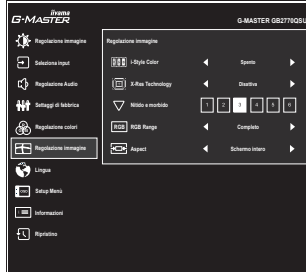 iiyama
G-MASTER
G-MASTER GB2770QSU
Regolazione immagine
Seleziona input
Regolazione Audio
Settaggi di fabbrica
Regolazione colori
Regolazione immagine
Lingua
OSD
Setup Menù
Informazioni
Ripristino
Regolazione immagine
i-Style Color
Spento
X-Res Technology
Disattiva
Nitido e morbido
1 2 3 4 5 6
RGB
RGB Range
Completo
Aspect
Schermo intero